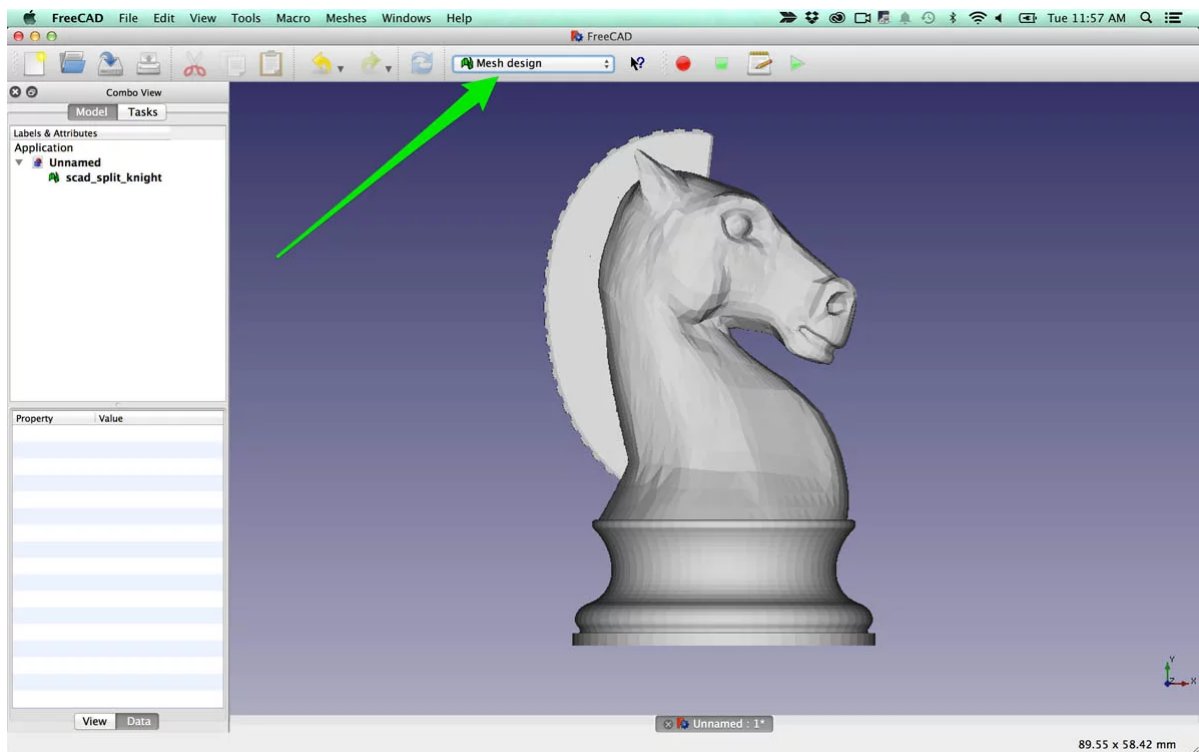 FreeCAD File Edit View Tools Macro Meshes Windows Help Tue 11:57 AM
FreeCAD
Mesh design
Combo View
Model Tasks
Labels & Attributes
Application
Unnamed
scad_split_knight
Property Value
View Data
Unnamed : 1*
Y
Z X
89.55 x 58.42 mm